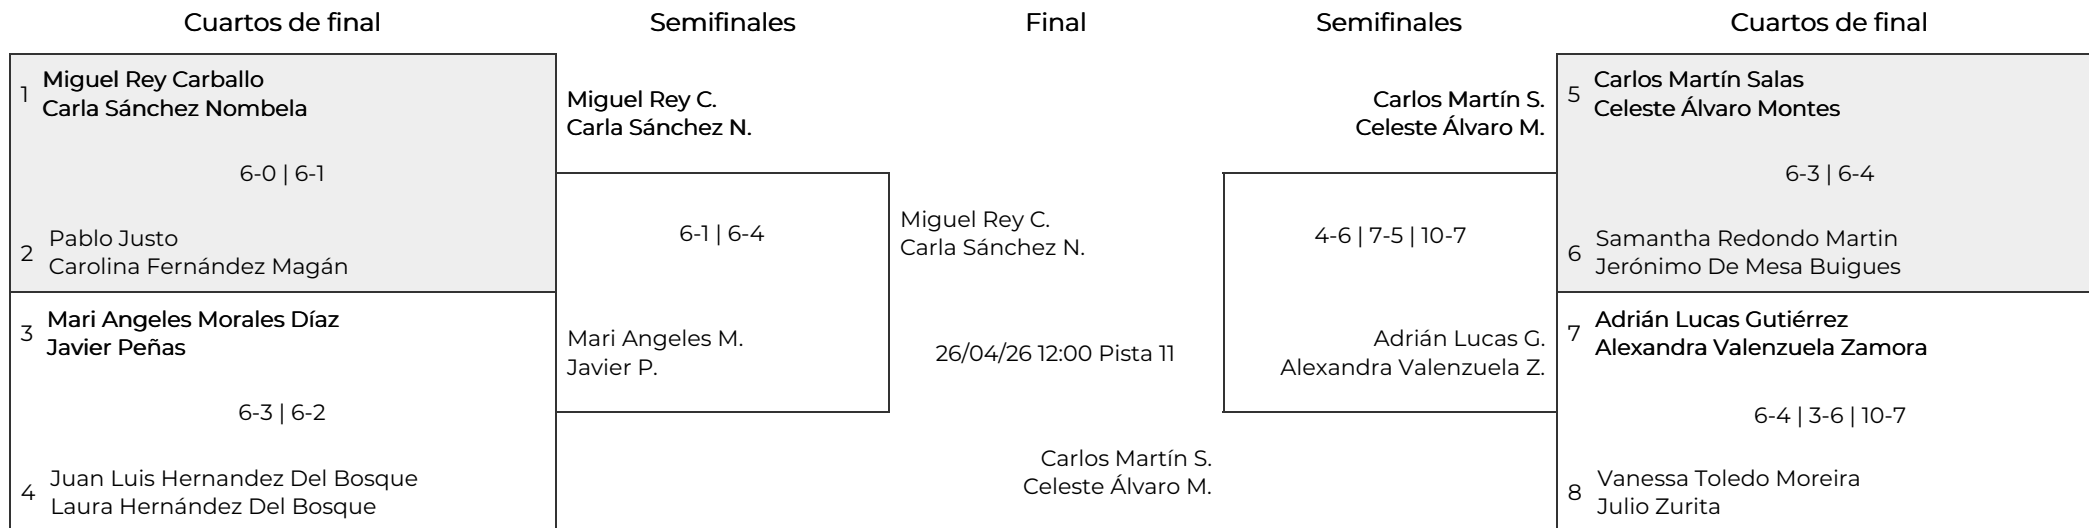 Cuartos de final
Semifinales
Final
Semifinales
Cuartos de final
1
Miguel Rey Carballo
Carla Sánchez Nombela
6-0 | 6-1
2
Pablo Justo
Carolina Fernández Magán
3
Mari Angeles Morales Díaz
Javier Peñas
6-3 | 6-2
4
Juan Luis Hernandez Del Bosque
Laura Hernández Del Bosque
Miguel Rey C.
Carla Sánchez N.
6-1 | 6-4
Mari Angeles M.
Javier P.
Miguel Rey C.
Carla Sánchez N.
26/04/26 12:00 Pista 11
Carlos Martín S.
Celeste Álvaro M.
Carlos Martín S.
Celeste Álvaro M.
4-6 | 7-5 | 10-7
Adrián Lucas G.
Alexandra Valenzuela Z.
5
Carlos Martín Salas
Celeste Álvaro Montes
6-3 | 6-4
6
Samantha Redondo Martin
Jerónimo De Mesa Buigues
7
Adrián Lucas Gutiérrez
Alexandra Valenzuela Zamora
6-4 | 3-6 | 10-7
8
Vanessa Toledo Moreira
Julio Zurita